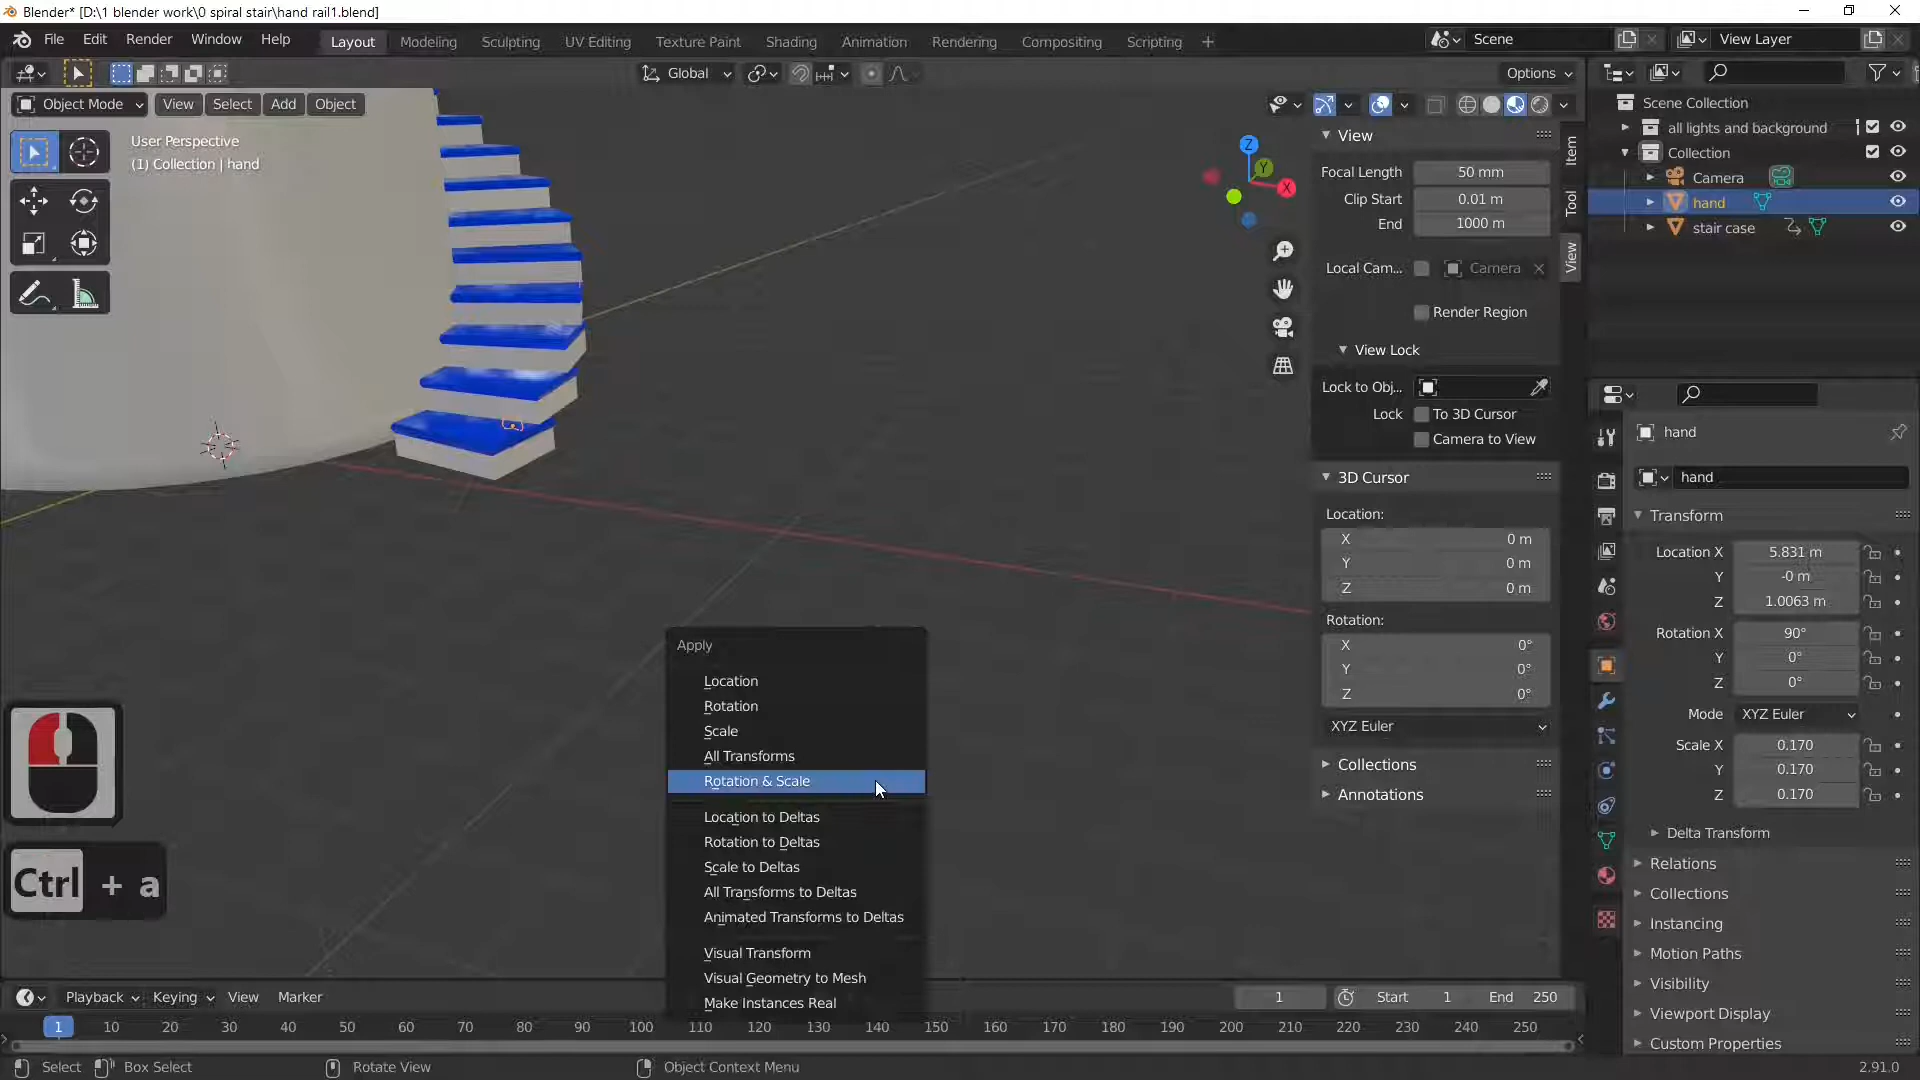 Blender* [D:\1 blender work\0 spiral stair\hand rail1.blend]
File Edit Render Window Help Layout Modeling Sculpting UV Editing Texture Paint Shading Animation Rendering Compositing Scripting + Scene View Layer
Global Options
Object Mode View Select Add Object
User Perspective
(1) Collection | hand
Z
Y
X
View
Focal Length 50 mm
Clip Start 0.01 m
End 1000 m
Local Cam... Camera
Render Region
View Lock
Lock to Obj...
Lock To 3D Cursor
Camera to View
3D Cursor
Location:
X 0 m
Y 0 m
Z 0 m
Rotation:
X 0°
Y 0°
Z 0°
XYZ Euler
Collections
Annotations
Item
Tool
View
Scene Collection
all lights and background
Collection
Camera
hand
stair case
hand
hand
Transform
Location X 5.831 m
Y -0 m
Z 1.0063 m
Rotation X 90°
Y 0°
Z 0°
Mode XYZ Euler
Scale X 0.170
Y 0.170
Z 0.170
Delta Transform
Relations
Collections
Instancing
Motion Paths
Visibility
Viewport Display
Custom Properties
Apply
Location
Rotation
Scale
All Transforms
Rotation & Scale
Location to Deltas
Rotation to Deltas
Scale to Deltas
All Transforms to Deltas
Animated Transforms to Deltas
Visual Transform
Visual Geometry to Mesh
Make Instances Real
Ctrl + a
Playback Keying View Marker 1 Start 1 End 250
1 10 20 30 40 50 60 70 80 90 100 110 120 130 140 150 160 170 180 190 200 210 220 230 240 250
Select Box Select Rotate View Object Context Menu 2.91.0